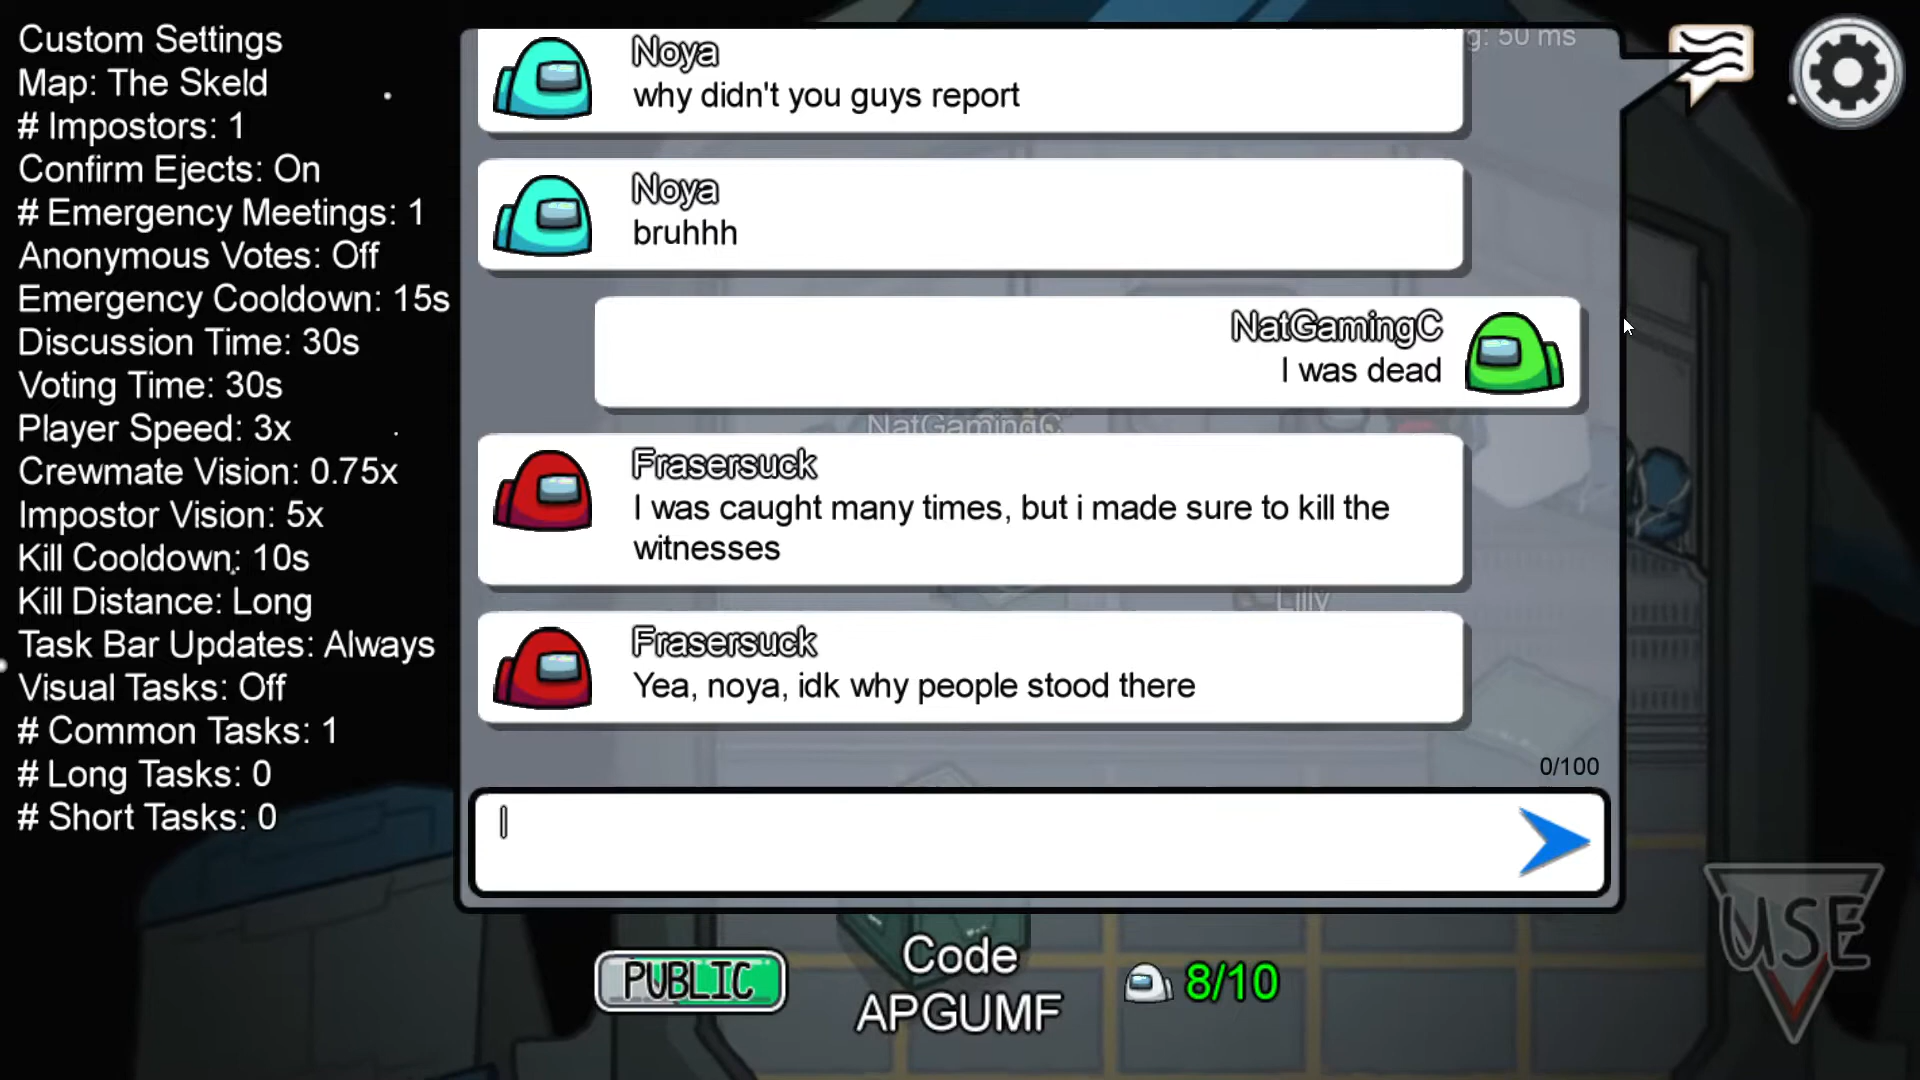 Custom Settings
Map: The Skeld
# Impostors: 1
Confirm Ejects: On
# Emergency Meetings: 1
Anonymous Votes: Off
Emergency Cooldown: 15s
Discussion Time: 30s
Voting Time: 30s
Player Speed: 3x
Crewmate Vision: 0.75x
Impostor Vision: 5x
Kill Cooldown: 10s
Kill Distance: Long
Task Bar Updates: Always
Visual Tasks: Off
# Common Tasks: 1
# Long Tasks: 0
# Short Tasks: 0
g: 50 ms
Noya
why didn't you guys report
Noya
bruhhh
NatGamingC
I was dead
NatGamingC
Frasersuck
I was caught many times, but i made sure to kill the
witnesses
Lilly
Frasersuck
Yea, noya, idk why people stood there
0/100
PUBLIC
Code
APGUMF
8/10
USE